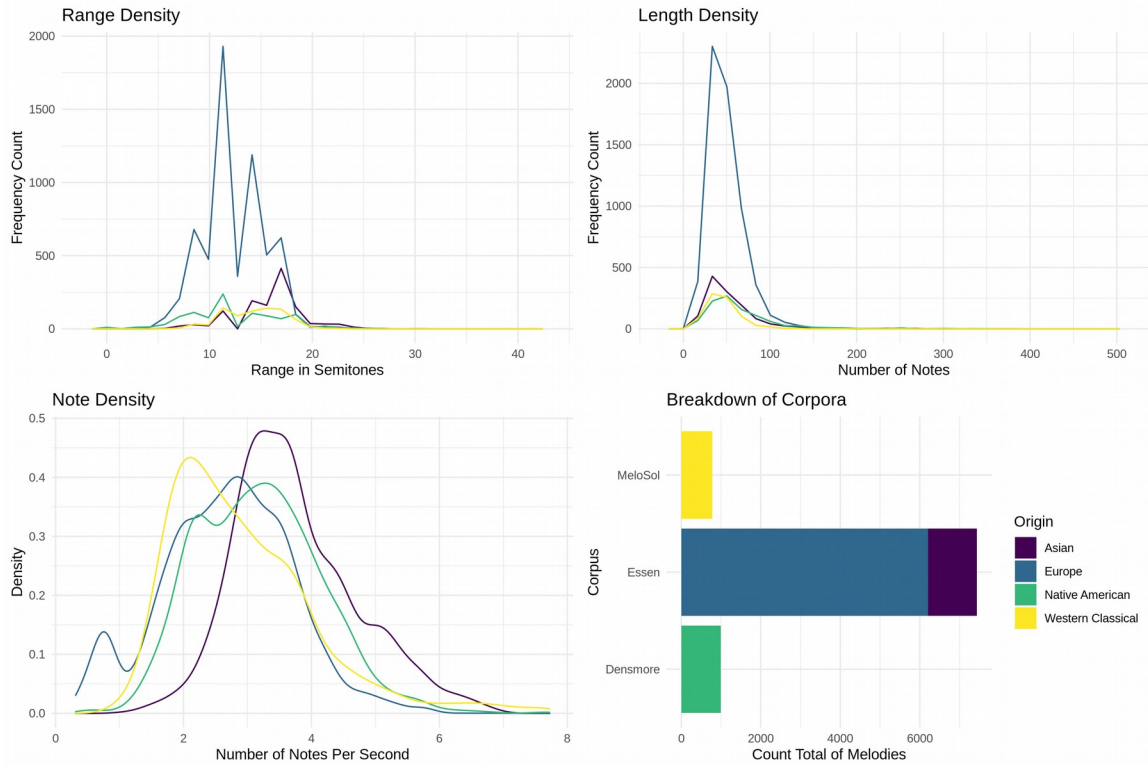 Range Density
2000
1500
1000
500
0
Frequency Count
0 10 20 30 40
Range in Semitones
Length Density
2000
1500
1000
500
0
Frequency Count
0 100 200 300 400 500
Number of Notes
Note Density
0.5
0.4
0.3
0.2
0.1
0.0
Density
0 2 4 6 8
Number of Notes Per Second
Breakdown of Corpora
MeloSol
Essen
Densmore
Corpus
0 2000 4000 6000
Count Total of Melodies
Origin
Asian
Europe
Native American
Western Classical